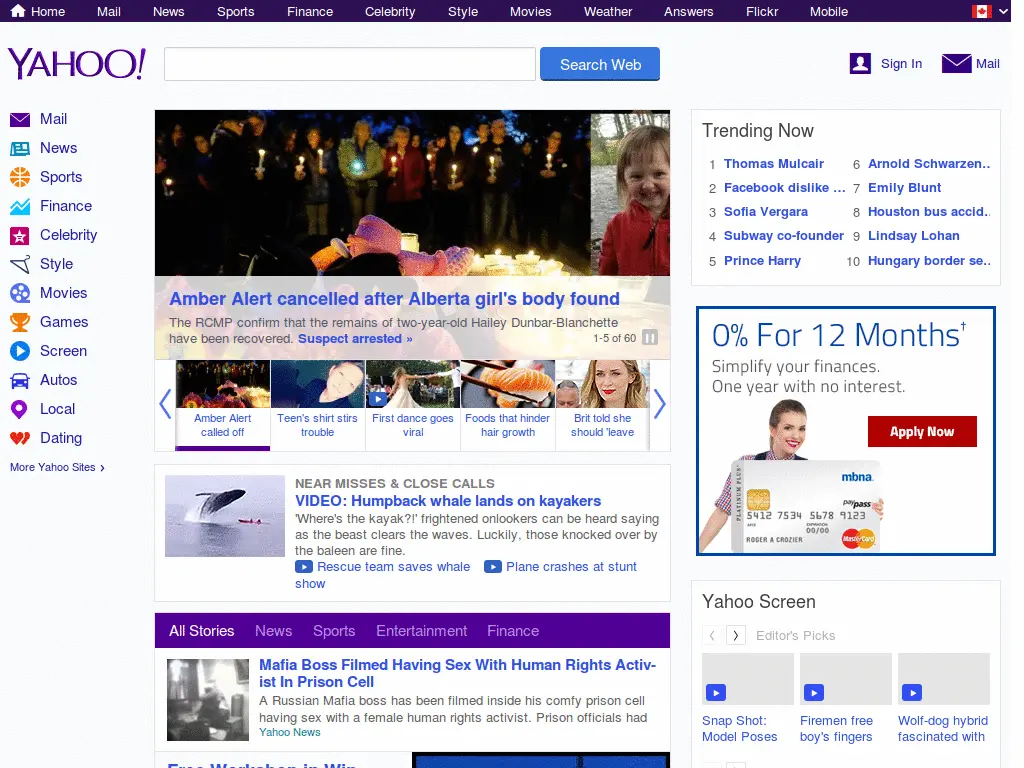 Home Mail News Sports Finance Celebrity Style Movies Weather Answers Flickr Mobile
YAHOO!
Search Web
Sign In
Mail
Mail
News
Sports
Finance
Celebrity
Style
Movies
Games
Screen
Autos
Local
Dating
More Yahoo Sites ›
Amber Alert cancelled after Alberta girl's body found
The RCMP confirm that the remains of two-year-old Hailey Dunbar-Blanchette
have been recovered. Suspect arrested »
1-5 of 60
Amber Alert
called off
Teen's shirt stirs
trouble
First dance goes
viral
Foods that hinder
hair growth
Brit told she
should 'leave
NEAR MISSES & CLOSE CALLS
VIDEO: Humpback whale lands on kayakers
'Where's the kayak?!' frightened onlookers can be heard saying
as the beast clears the waves. Luckily, those knocked over by
the baleen are fine.
Rescue team saves whale Plane crashes at stunt
show
All Stories News Sports Entertainment Finance
Mafia Boss Filmed Having Sex With Human Rights Activ-
ist In Prison Cell
A Russian Mafia boss has been filmed inside his comfy prison cell
having sex with a female human rights activist. Prison officials had
Yahoo News
Free Workshop in Win
Trending Now
1 Thomas Mulcair
2 Facebook dislike ...
3 Sofia Vergara
4 Subway co-founder
5 Prince Harry
6 Arnold Schwarzen..
7 Emily Blunt
8 Houston bus accid.
9 Lindsay Lohan
10 Hungary border se..
0% For 12 Months†
Simplify your finances.
One year with no interest.
Apply Now
mbna
PLATINUM PLUS
paypass
5412 7534 5678 9123
EXPIRATION
00/00
ROGER A CROZIER
MasterCard
Yahoo Screen
‹ › Editor's Picks
Snap Shot:
Model Poses
Firemen free
boy's fingers
Wolf-dog hybrid
fascinated with